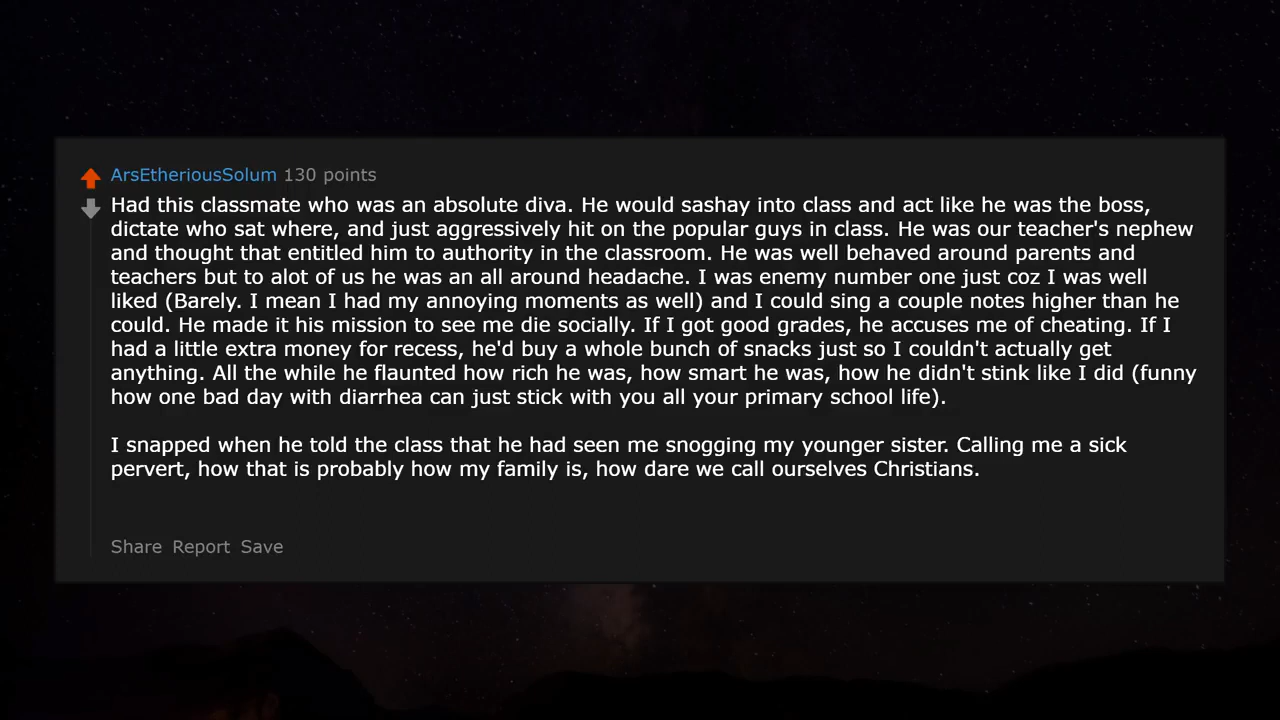 ArsEtheriousSolum 130 points
Had this classmate who was an absolute diva. He would sashay into class and act like he was the boss,
dictate who sat where, and just aggressively hit on the popular guys in class. He was our teacher's nephew
and thought that entitled him to authority in the classroom. He was well behaved around parents and
teachers but to alot of us he was an all around headache. I was enemy number one just coz I was well
liked (Barely. I mean I had my annoying moments as well) and I could sing a couple notes higher than he
could. He made it his mission to see me die socially. If I got good grades, he accuses me of cheating. If I
had a little extra money for recess, he'd buy a whole bunch of snacks just so I couldn't actually get
anything. All the while he flaunted how rich he was, how smart he was, how he didn't stink like I did (funny
how one bad day with diarrhea can just stick with you all your primary school life).
I snapped when he told the class that he had seen me snogging my younger sister. Calling me a sick
pervert, how that is probably how my family is, how dare we call ourselves Christians.
Share Report Save